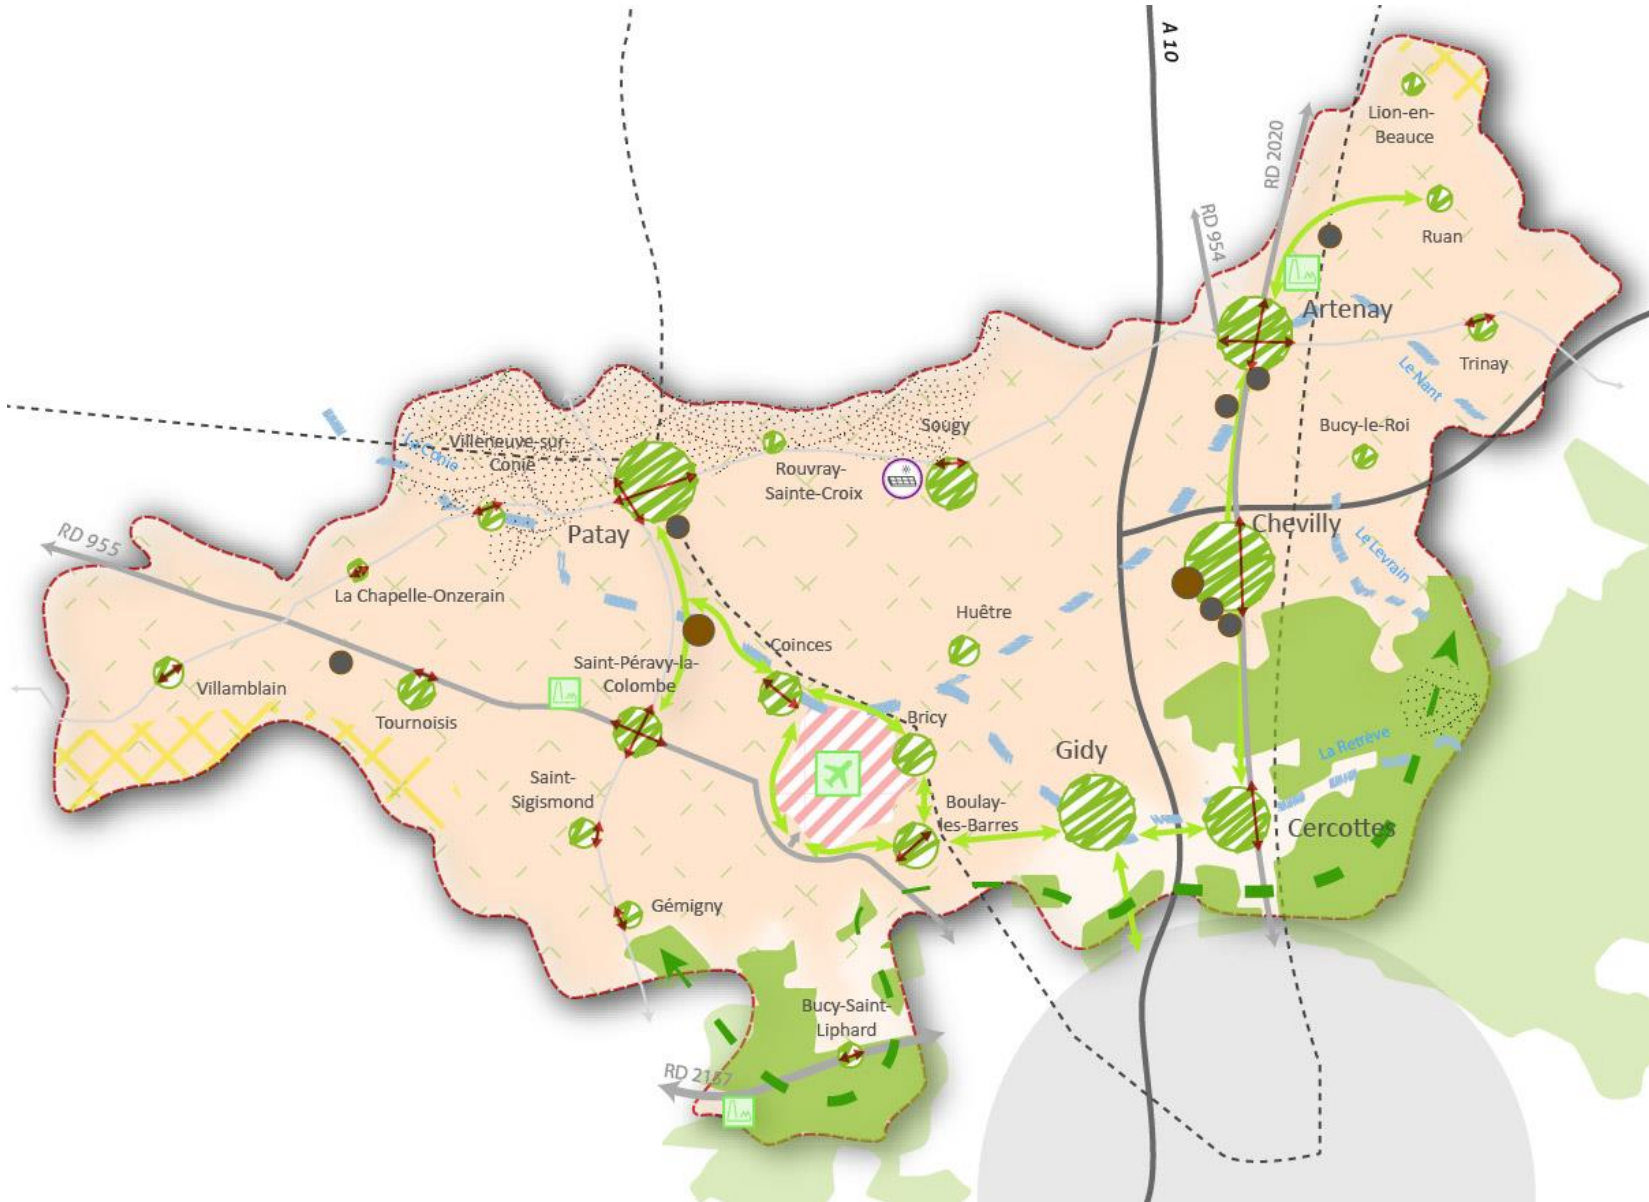 A 10
Lion-en-
Beauce
RD 2020
RD 954
Ruan
Artenay
Trinay
Le Nant
Bucy-le-Roi
Sougy
Villeneuve-sur-
Conie
La Conie
Rouvray-
Sainte-Croix
Patay
Chevilly
Le Levrain
RD 955
La Chapelle-Onzerain
Huêtre
Coinces
Saint-Péravy-la-
Colombe
Villamblain
Tournoisis
Bricy
Gidy
La Retrève
Saint-
Sigismond
Boulay-
les-Barres
Cercottes
Gémigny
Bucy-Saint-
Liphard
RD 2157